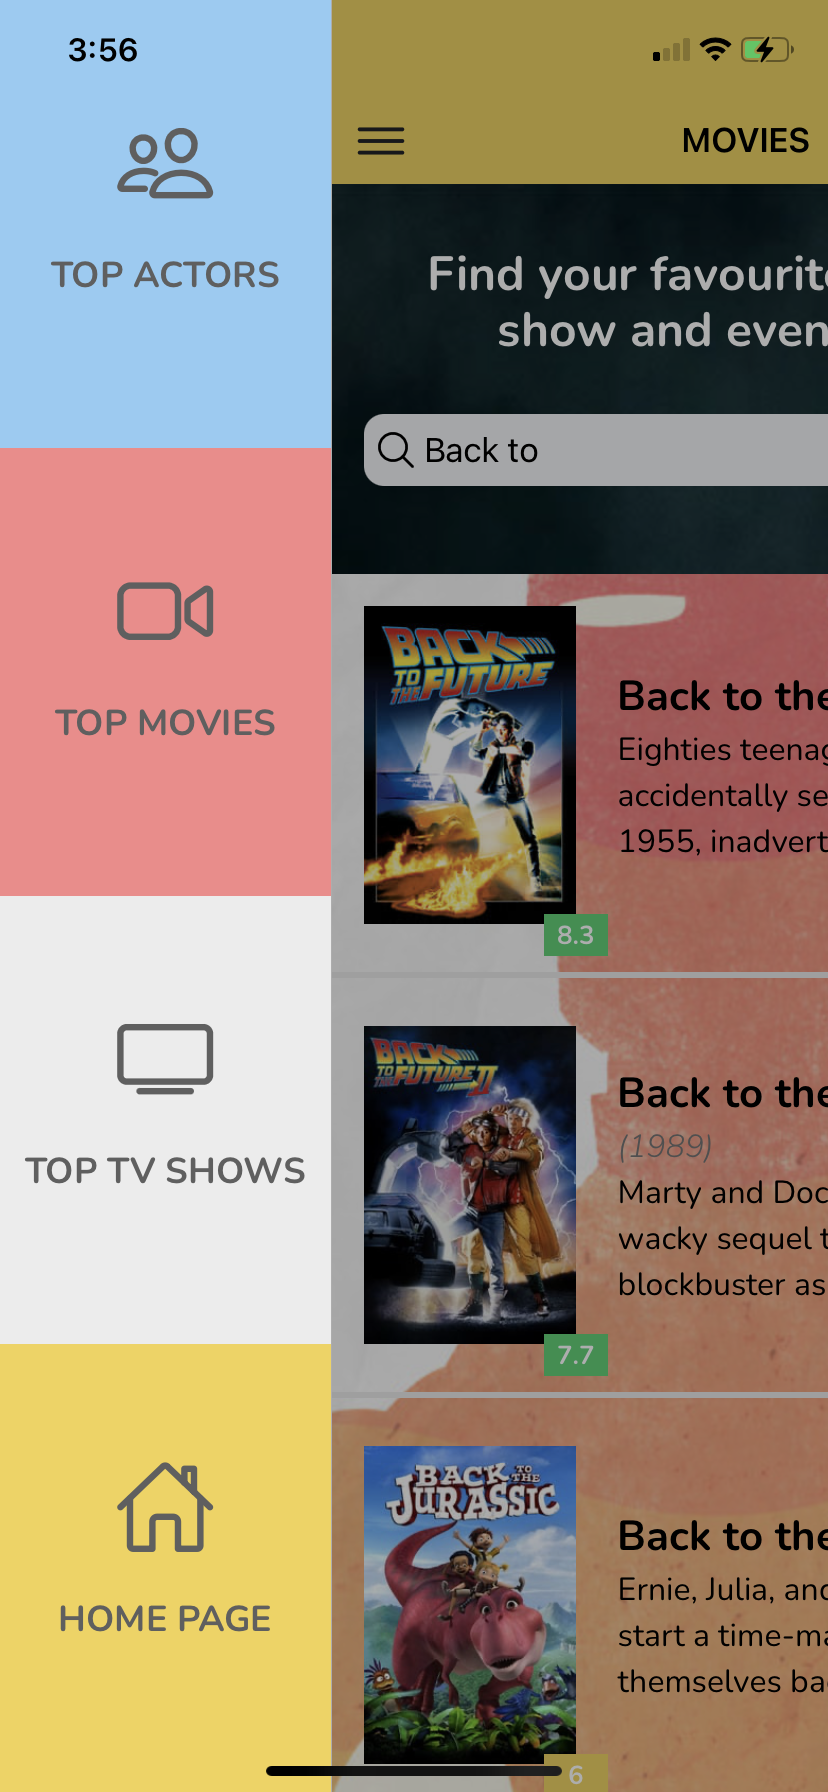 3:56
TOP ACTORS
TOP MOVIES
TOP TV SHOWS
HOME PAGE
MOVIES
Find your favourite
show and even
Back to
BACK
TO
THE FUTURE
8.3
Back to the
Eighties teenag
accidentally se
1955, inadvert
BACK
TO
THE FUTURE II
7.7
Back to the
(1989)
Marty and Doc
wacky sequel t
blockbuster as
BACK TO THE
JURASSIC
6
Back to the
Ernie, Julia, and
start a time-ma
themselves ba